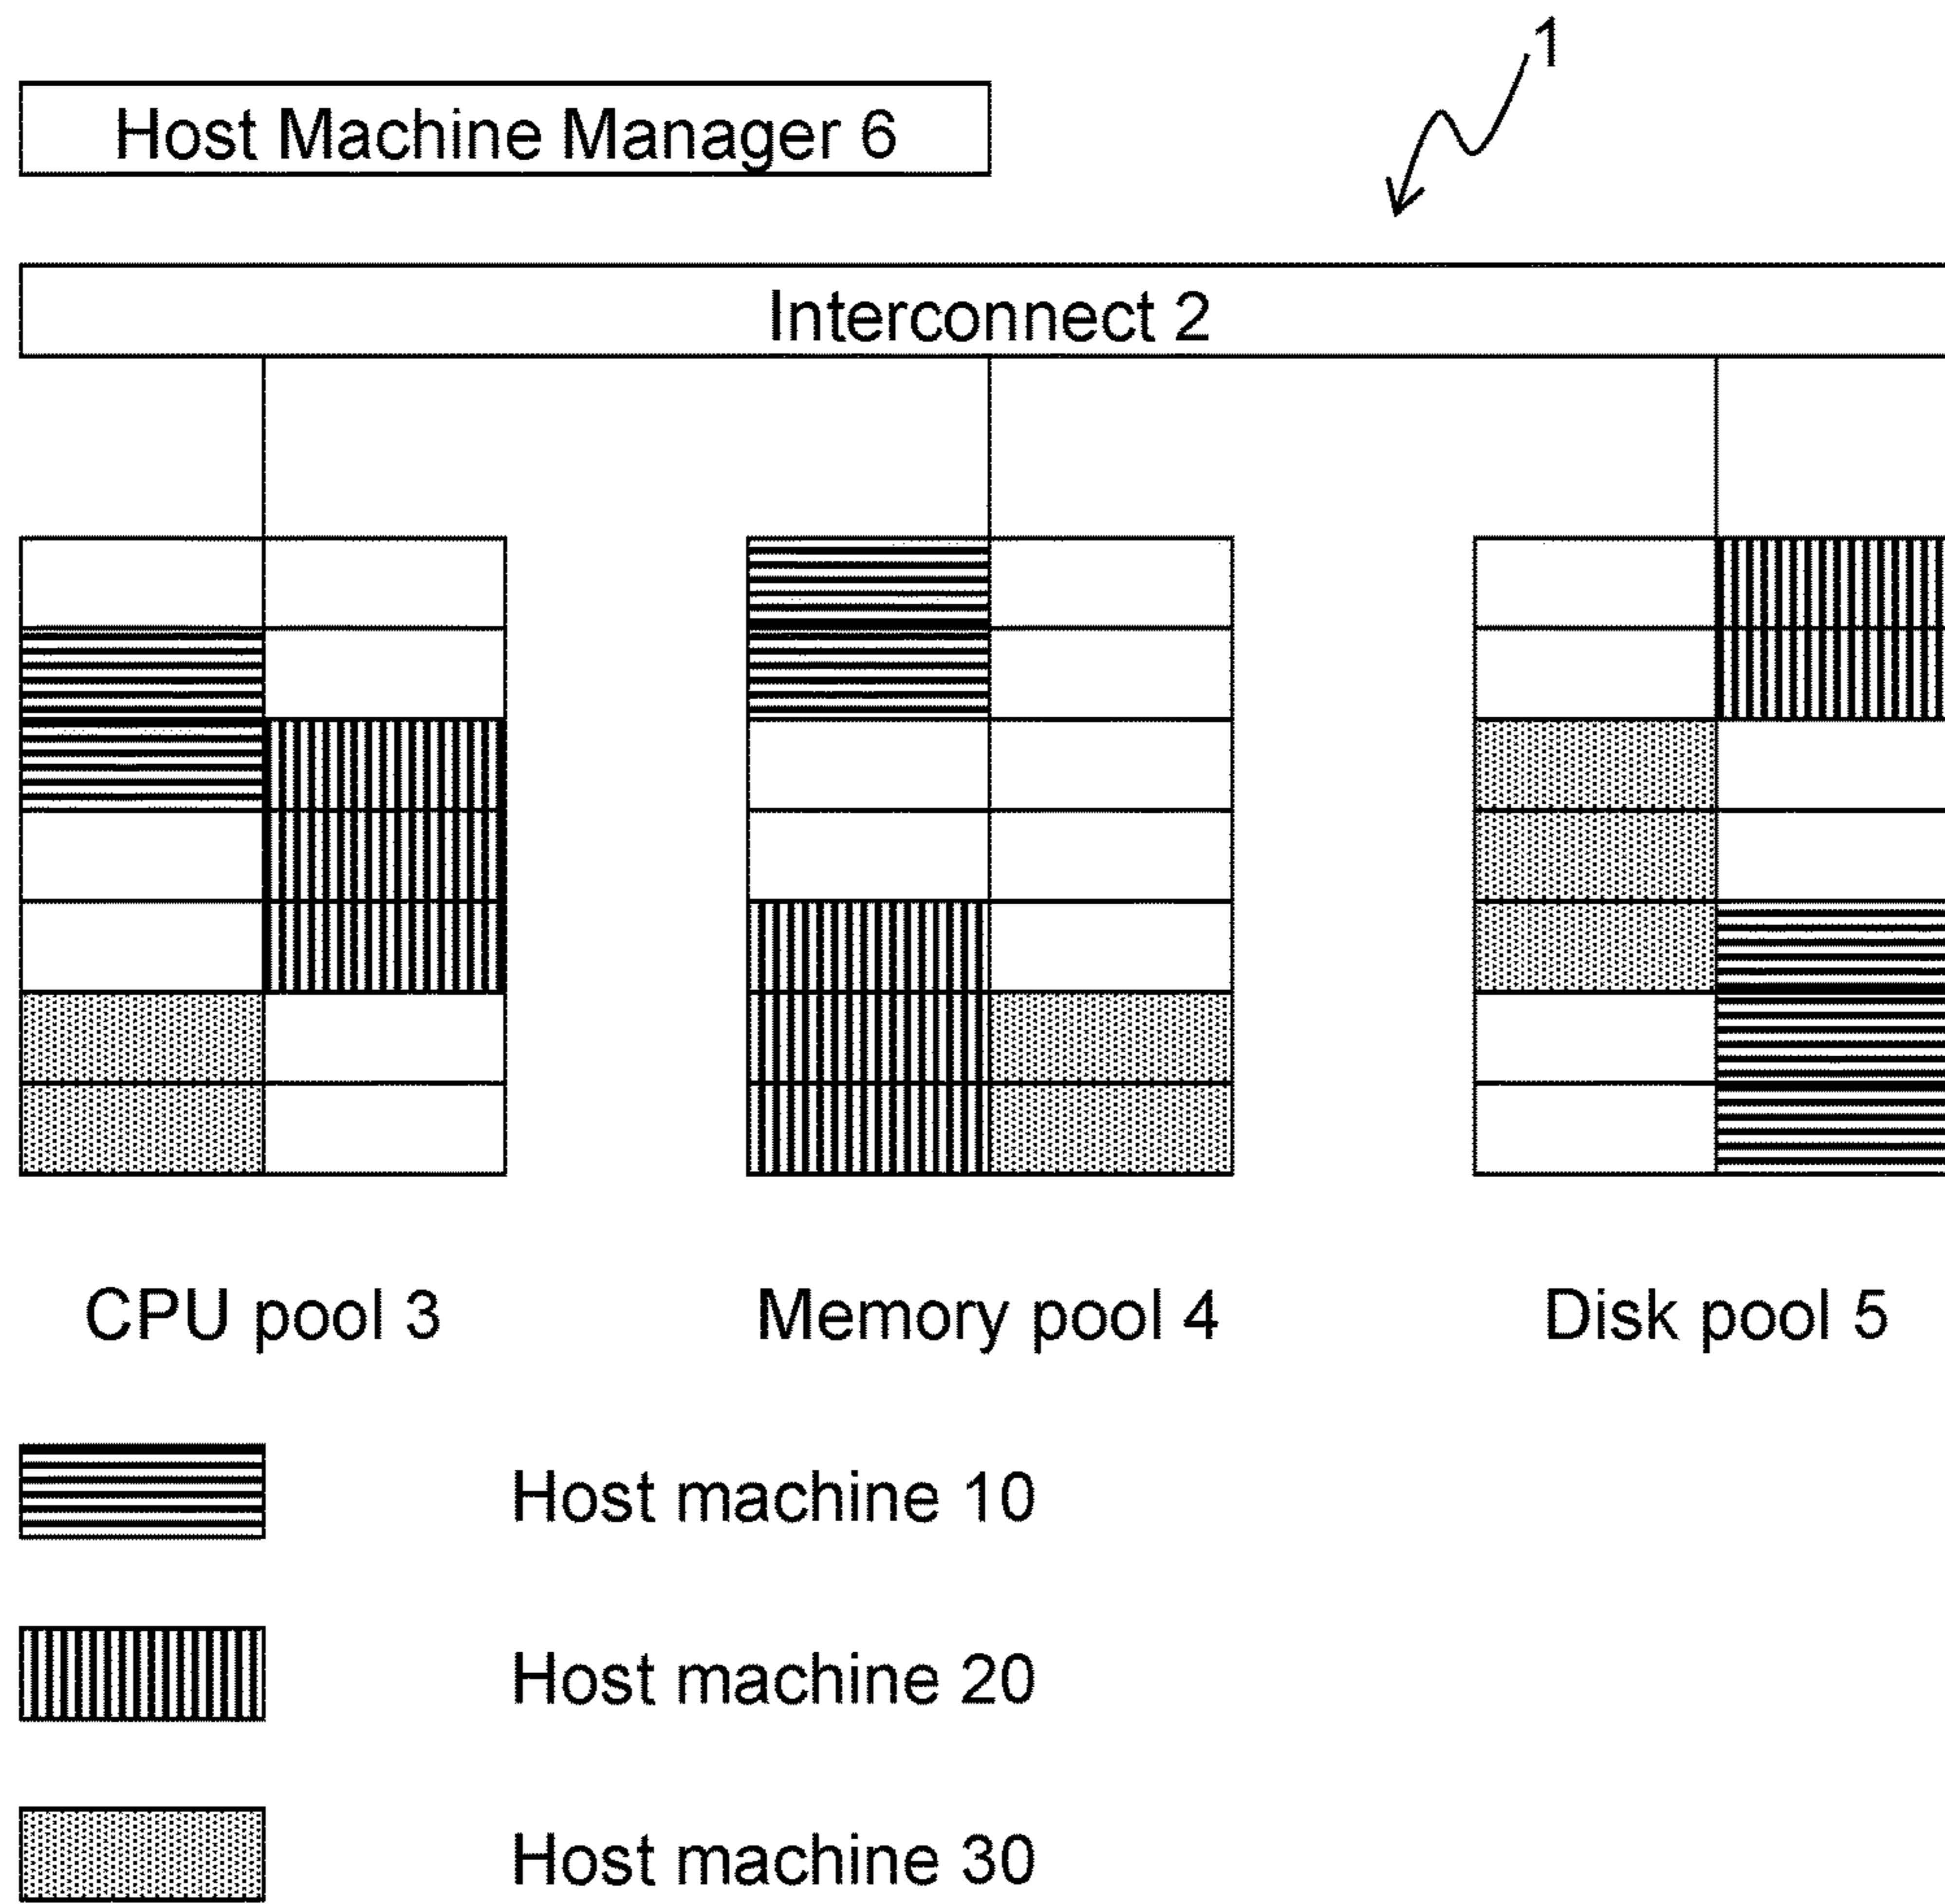 1
Host Machine Manager 6
Interconnect 2
CPU pool 3
Memory pool 4
Disk pool 5
Host machine 10
Host machine 20
Host machine 30